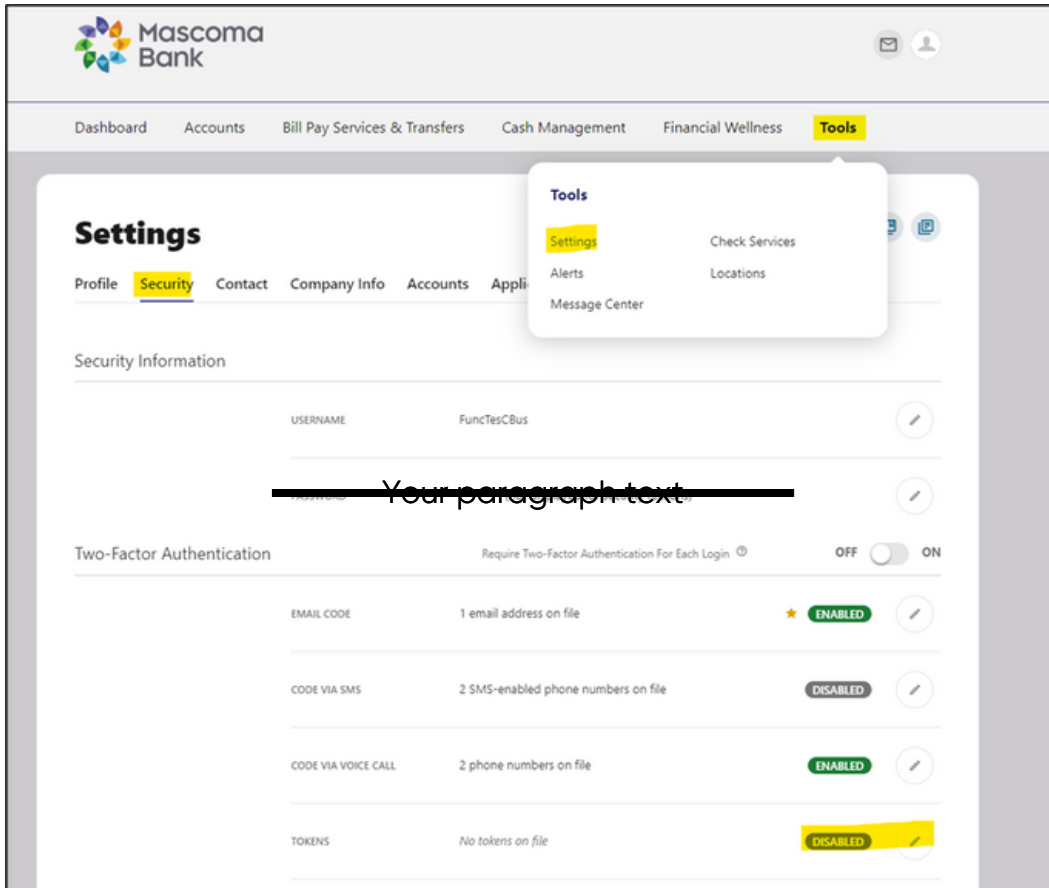 Mascoma
Bank
Dashboard Accounts Bill Pay Services & Transfers Cash Management Financial Wellness Tools
Tools
Settings Check Services
Alerts Locations
Message Center
Settings
Profile Security Contact Company Info Accounts Appli
Security Information
USERNAME FuncTesCBus
Your paragraph text
Two-Factor Authentication Require Two-Factor Authentication For Each Login OFF ON
EMAIL CODE 1 email address on file ENABLED
CODE VIA SMS 2 SMS-enabled phone numbers on file DISABLED
CODE VIA VOICE CALL 2 phone numbers on file ENABLED
TOKENS No tokens on file DISABLED